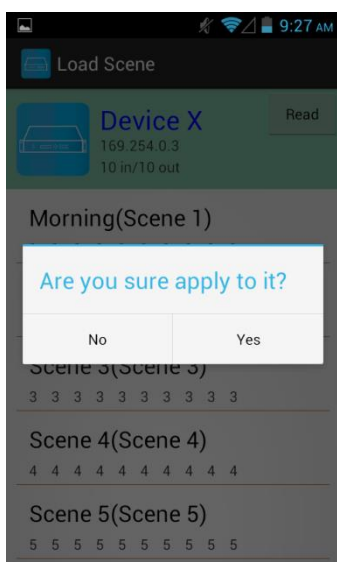 9:27 AM
Load Scene
Device X
Read
169.254.0.3
10 in/10 out
Morning(Scene 1)
Are you sure apply to it?
No Yes
Scene 3(Scene 3)
3 3 3 3 3 3 3 3 3 3
Scene 4(Scene 4)
4 4 4 4 4 4 4 4 4 4
Scene 5(Scene 5)
5 5 5 5 5 5 5 5 5 5